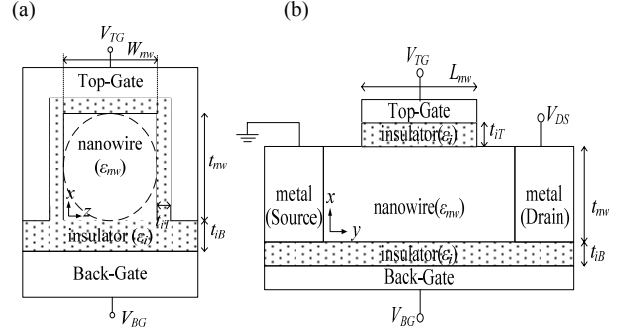 (a)
V_TG
W_nw
Top-Gate
nanowire
(ε_nw)
x
z
t_iT
t_nw
insulator (ε_i)
t_iB
Back-Gate
V_BG
(b)
V_TG
L_nw
Top-Gate
insulator(ε_i)
t_iT
V_DS
metal
(Source)
x
y
nanowire(ε_nw)
metal
(Drain)
t_nw
insulator(ε_i)
t_iB
Back-Gate
V_BG